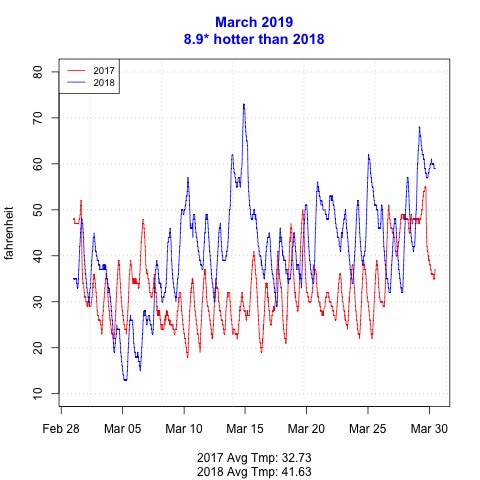 March 2019
8.9* hotter than 2018
2017
2018
fahrenheit
80
70
60
50
40
30
20
10
Feb 28 Mar 05 Mar 10 Mar 15 Mar 20 Mar 25 Mar 30
2017 Avg Tmp: 32.73
2018 Avg Tmp: 41.63